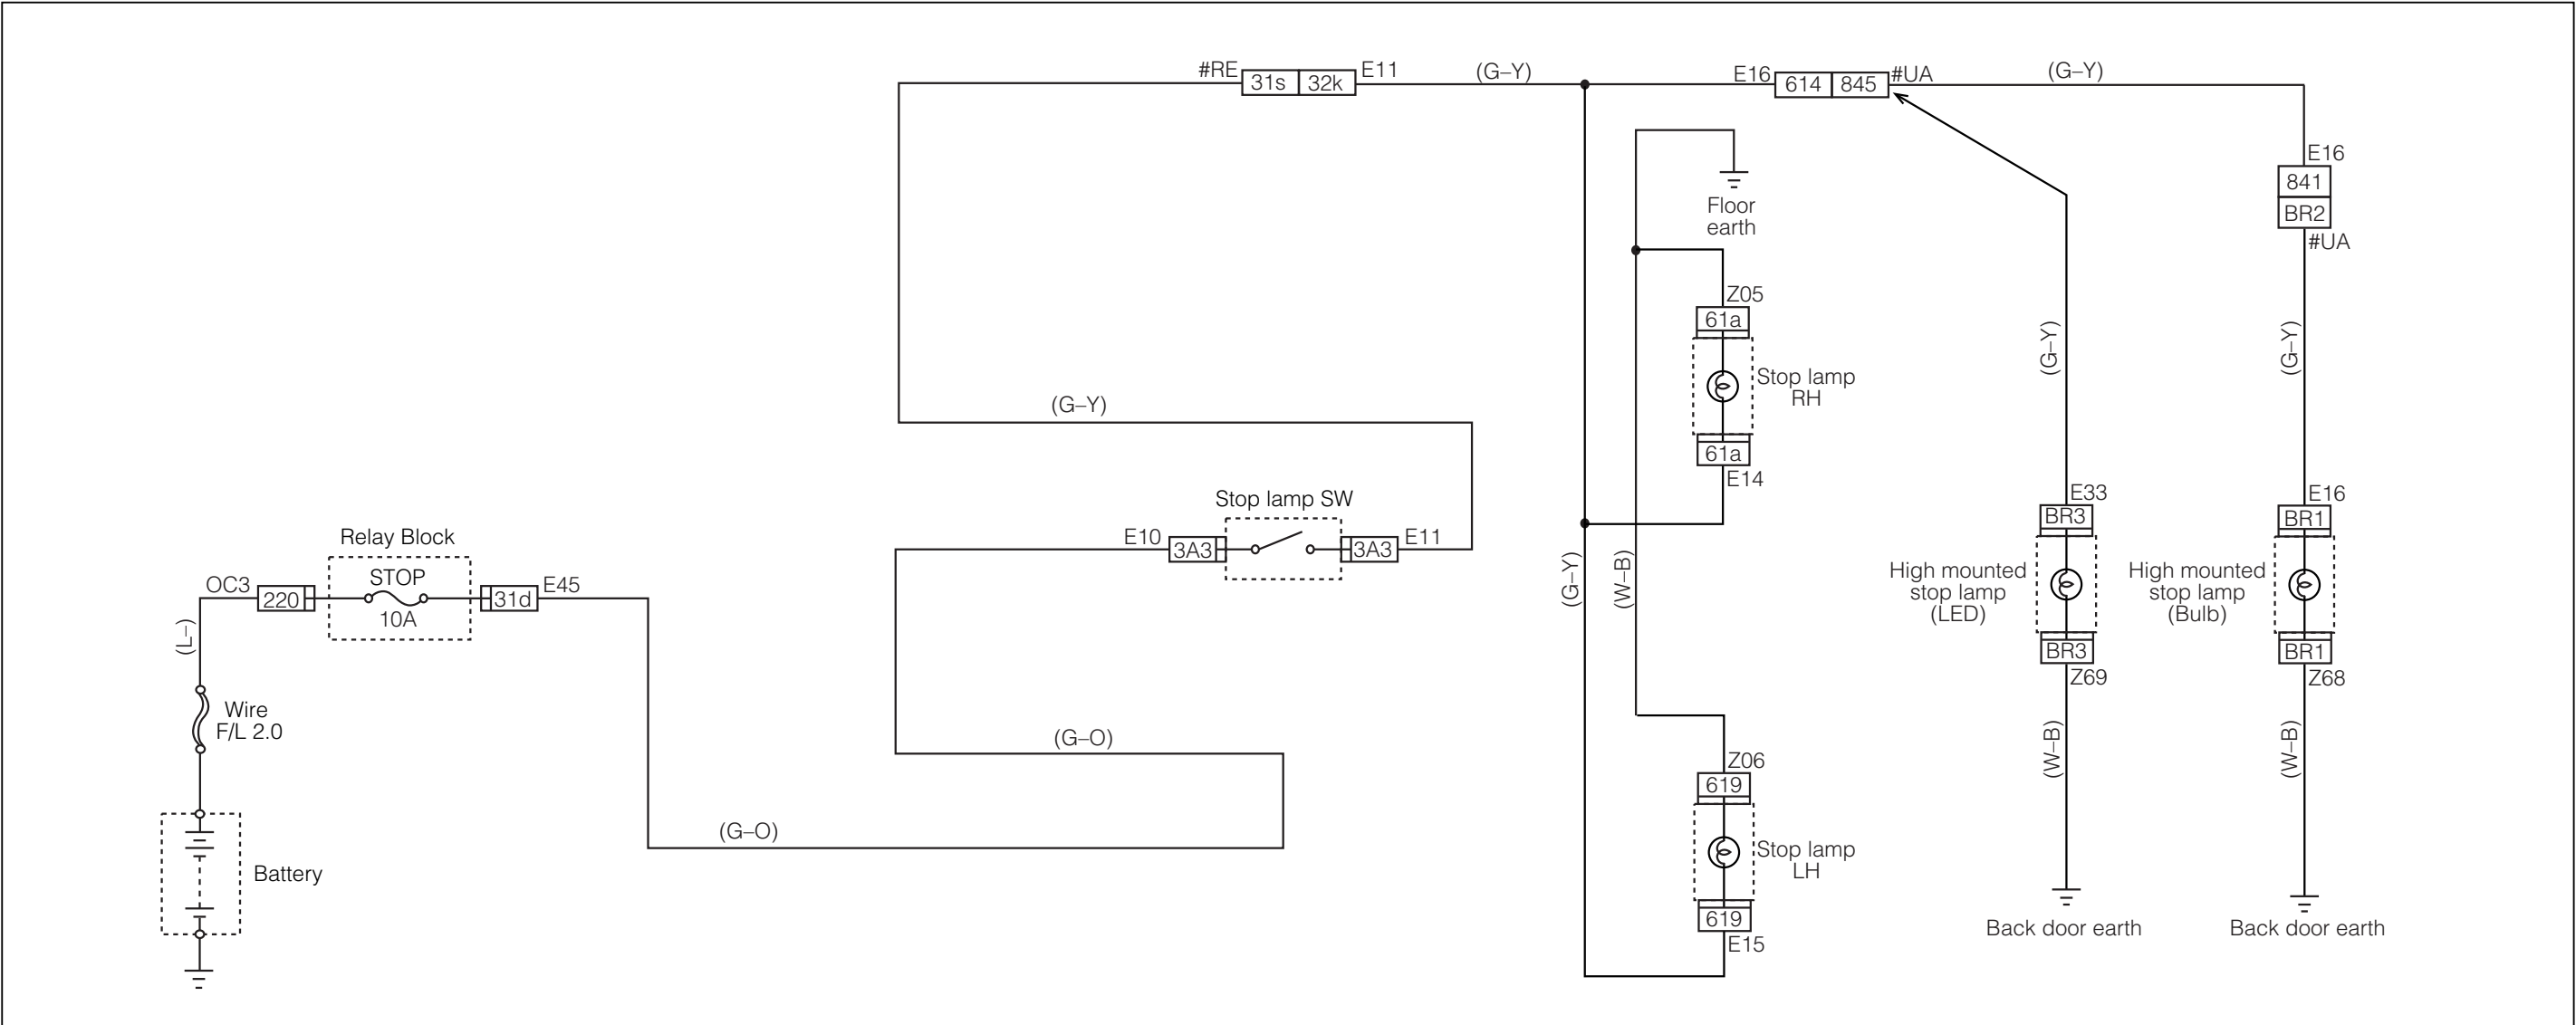 #RE
31s
32k
E11
(G–Y)
E16
614
845
#UA
(G–Y)
E16
841
BR2
#UA
Floor
earth
Z05
61a
Stop lamp
RH
61a
E14
(G–Y)
(G–Y)
(G–Y)
Stop lamp SW
E10
3A3
3A3
E11
Relay Block
STOP
10A
OC3
220
31d
E45
(L–)
Wire
F/L 2.0
Battery
(G–O)
(G–O)
(G–Y)
(W–B)
Z06
619
Stop lamp
LH
619
E15
E33
BR3
High mounted
stop lamp
(LED)
BR3
Z69
(W–B)
Back door earth
E16
BR1
High mounted
stop lamp
(Bulb)
BR1
Z68
(W–B)
Back door earth